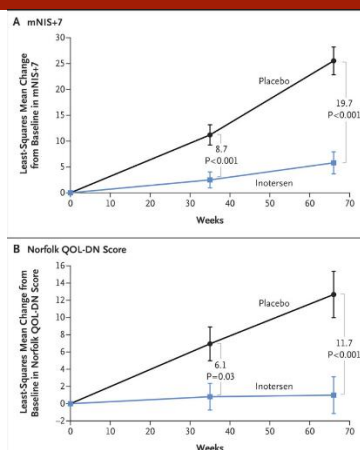 A mNIS+7
Least-Squares Mean Change
from Baseline in mNIS+7
30
25
20
15
10
5
0
Placebo
8.7
P<0.001
19.7
P<0.001
Inotersen
0 10 20 30 40 50 60 70
Weeks
B Norfolk QOL-DN Score
Least-Squares Mean Change from
Baseline in Norfolk QOL-DN Score
16
14
12
10
8
6
4
2
0
−2
Placebo
6.1
P=0.03
11.7
P<0.001
Inotersen
0 10 20 30 40 50 60 70
Weeks